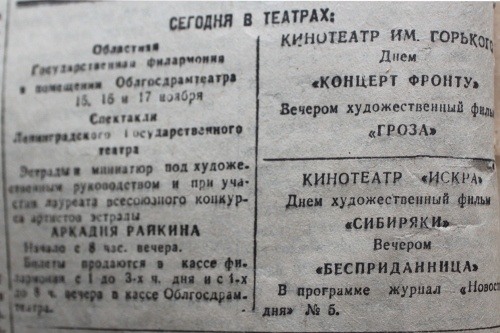 СЕГОДНЯ В ТЕАТРАХ:
Областная
Государственная филармония
в помещении Облгосдрамтеатра
15, 16 и 17 ноября
Спектакли
Ленинградского Государственного
театра
Эстрады и миниатюр под художе-
ственным руководством и при уча-
стии лауреата всесоюзного конкур-
са артистов эстрады
АРКАДИЯ РАЙКИНА
Начало с 8 час. вечера.
Билеты продаются в кассе фи-
лармонии с 1 до 3-х ч. дня и с 1-х
до 8 ч. вечера в кассе Облгосдрам-
театра.
КИНОТЕАТР ИМ. ГОРЬКОГО
Днем
«КОНЦЕРТ ФРОНТУ»
Вечером художественный фильм
«ГРОЗА»
КИНОТЕАТР «ИСКРА»
Днем художественный фильм
«СИБИРЯКИ»
Вечером
«БЕСПРИДАННИЦА»
В программе журнал «Новост
дня» № 5.